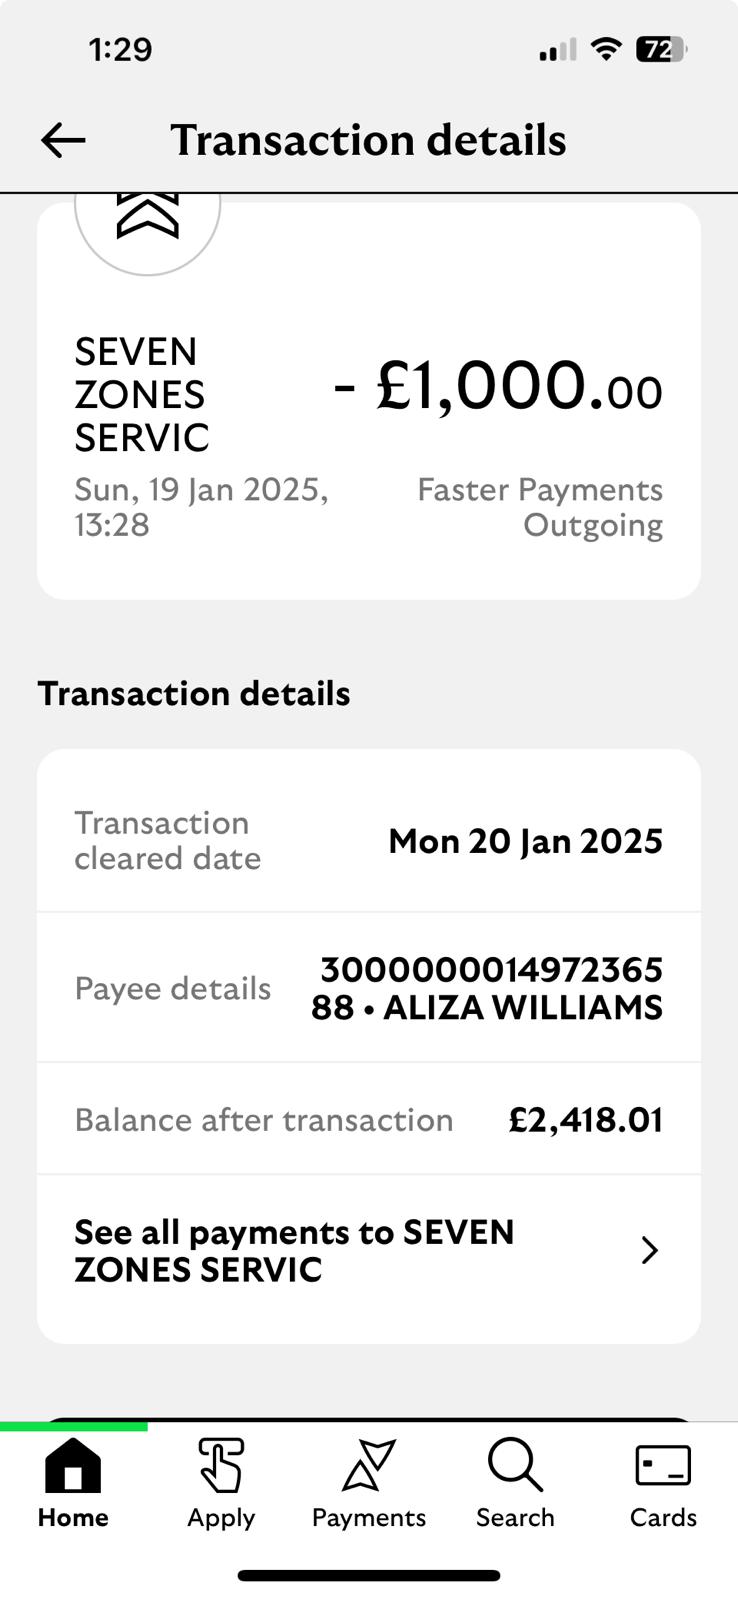 1:29
72
Transaction details
SEVEN
ZONES
SERVIC
- £1,000.00
Sun, 19 Jan 2025,
13:28
Faster Payments
Outgoing
Transaction details
Transaction
cleared date
Mon 20 Jan 2025
Payee details
3000000014972365
88 • ALIZA WILLIAMS
Balance after transaction
£2,418.01
See all payments to SEVEN
ZONES SERVIC
Home
Apply
Payments
Search
Cards